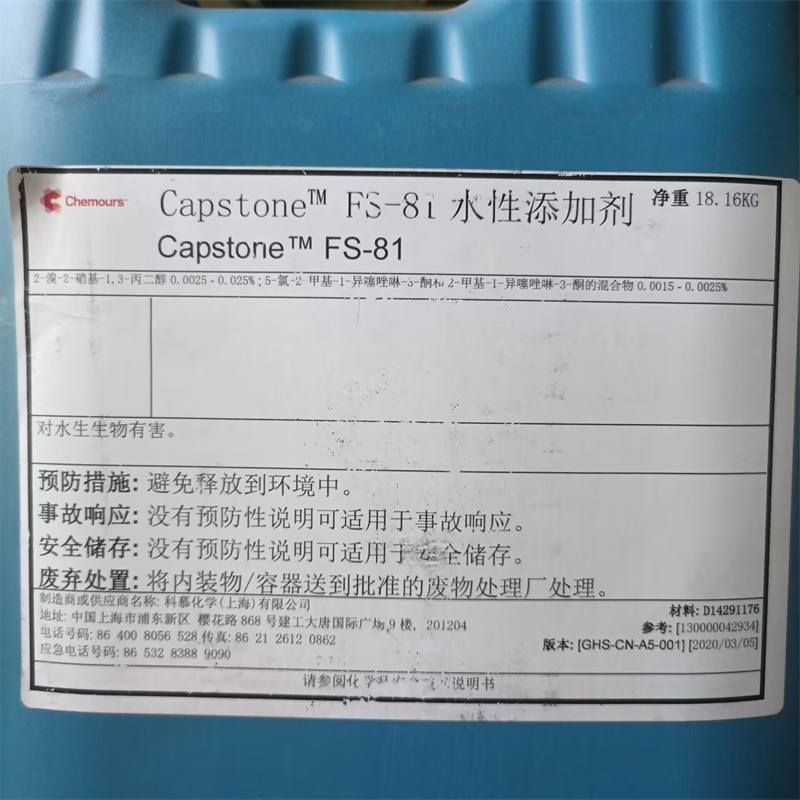 Chemours™
Capstone™ FS-81 水性添加剂
净重 18.16KG
Capstone™ FS-81
2-溴-2-硝基-1,3-丙二醇 0.0025 - 0.025%; 5-氯-2-甲基-1-异噻唑啉-3-酮和 2-甲基-1-异噻唑啉-3-酮的混合物 0.0015 - 0.0025%
对水生生物有害。
预防措施: 避免释放到环境中。
事故响应: 没有预防性说明可适用于事故响应。
安全储存: 没有预防性说明可适用于安全储存。
废弃处置: 将内装物/容器送到批准的废物处理厂处理。
制造商或供应商名称: 科慕化学(上海)有限公司
地址: 中国上海市浦东新区 樱花路 868 号建工大唐国际广场,9 楼, 201204
电话号码: 86 400 8056 528 传真: 86 21 2612 0862
应急电话号码: 86 532 8388 9090
材料: D14291176
参考: [130000042934]
版本: [GHS-CN-A5-001] [2020/03/05]
请参阅化学 说明书